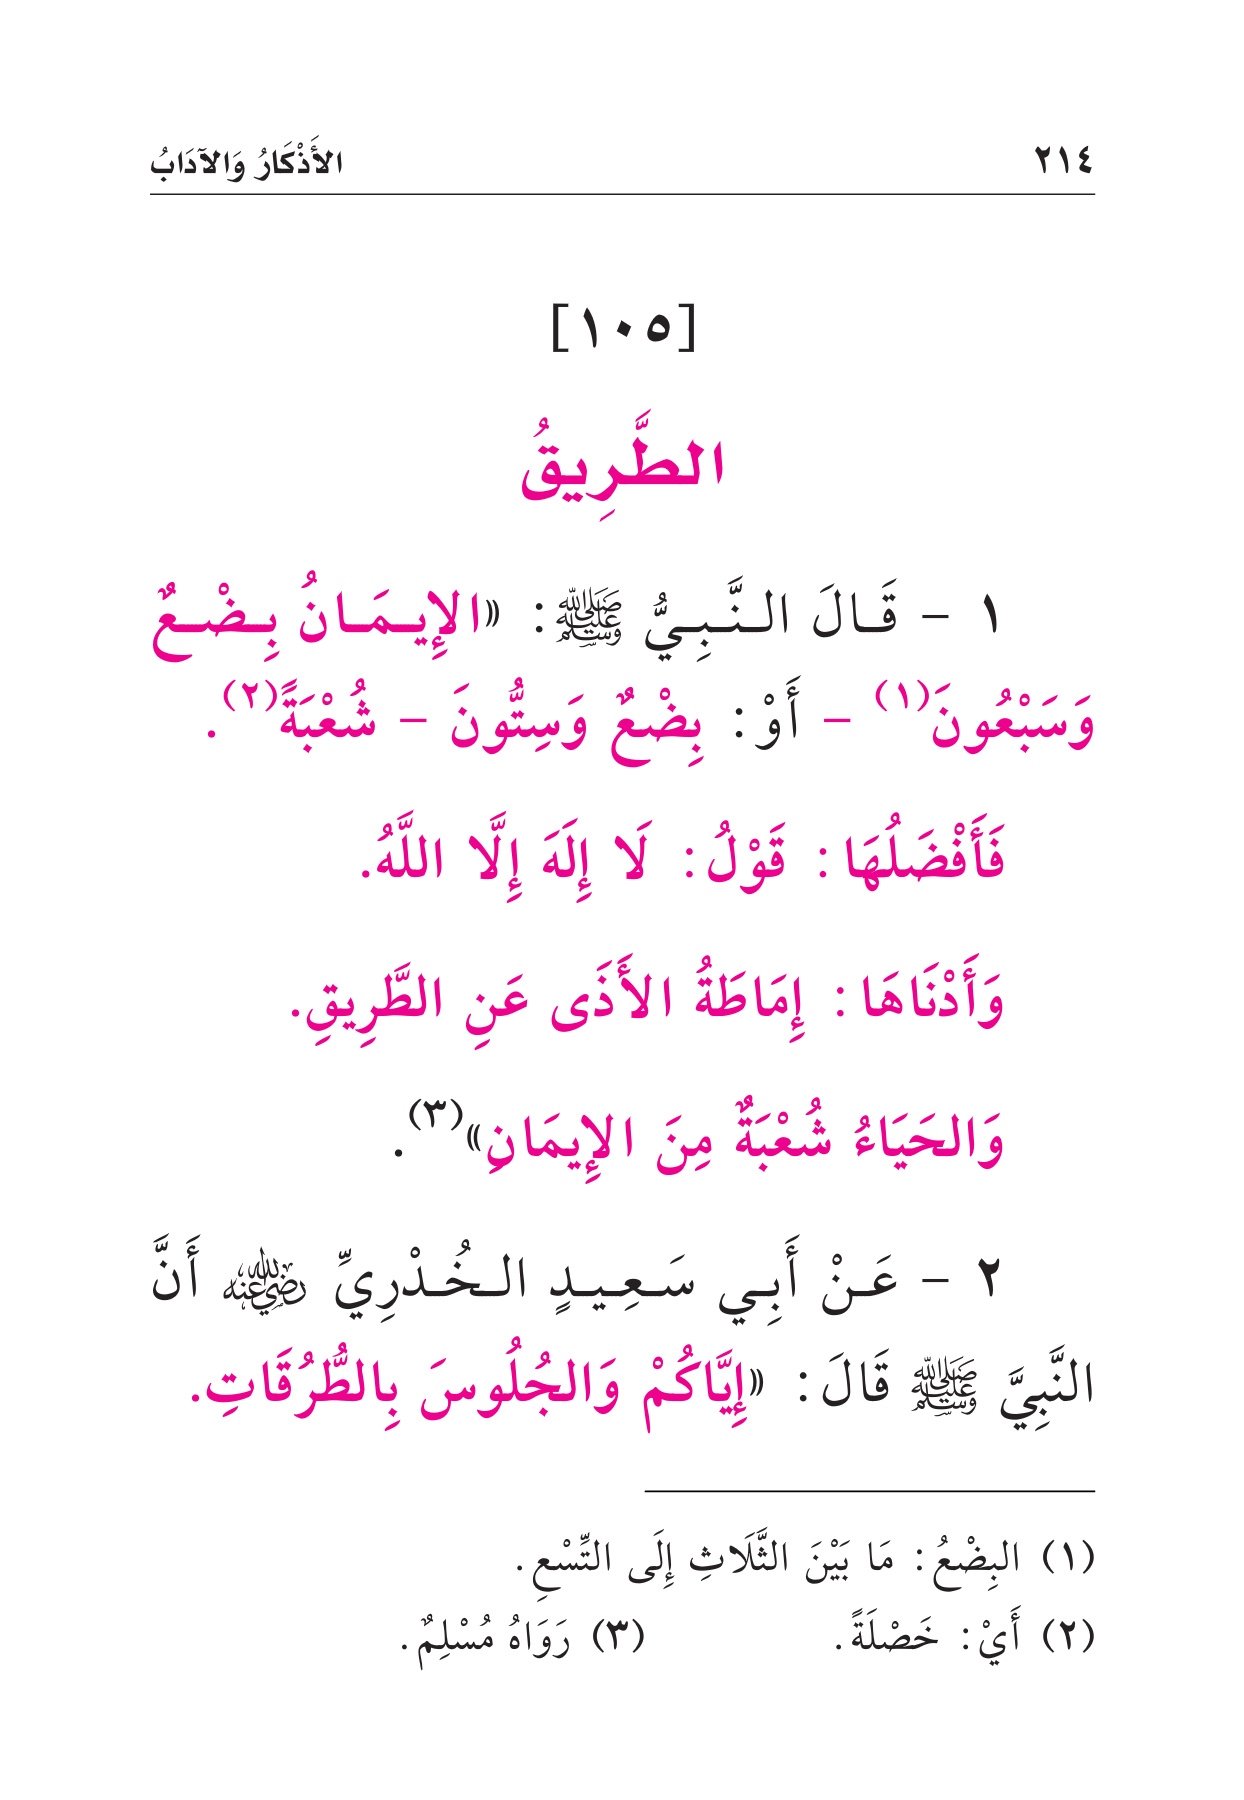 ٢١٤ الأَذْكَارُ وَالآدَابُ
[١٠٥]
الطَّرِيقُ
١ - قَالَ النَّبِيُّ ﷺ: «الإِيمَانُ بِضْعٌ
وَسَبْعُونَ(١) - أَوْ: بِضْعٌ وَسِتُّونَ - شُعْبَةً(٢).
فَأَفْضَلُهَا: قَوْلُ: لَا إِلَهَ إِلَّا اللَّهُ.
وَأَدْنَاهَا: إِمَاطَةُ الأَذَى عَنِ الطَّرِيقِ.
وَالحَيَاءُ شُعْبَةٌ مِنَ الإِيمَانِ»(٣).
٢ - عَنْ أَبِي سَعِيدٍ الخُدْرِيِّ رضي الله عنه أَنَّ
النَّبِيَّ ﷺ قَالَ: «إِيَّاكُمْ وَالجُلُوسَ بِالطُّرُقَاتِ.
(١) البِضْعُ: مَا بَيْنَ الثَّلَاثِ إِلَى التِّسْعِ.
(٢) أَيْ: خَصْلَةً. (٣) رَوَاهُ مُسْلِمٌ.